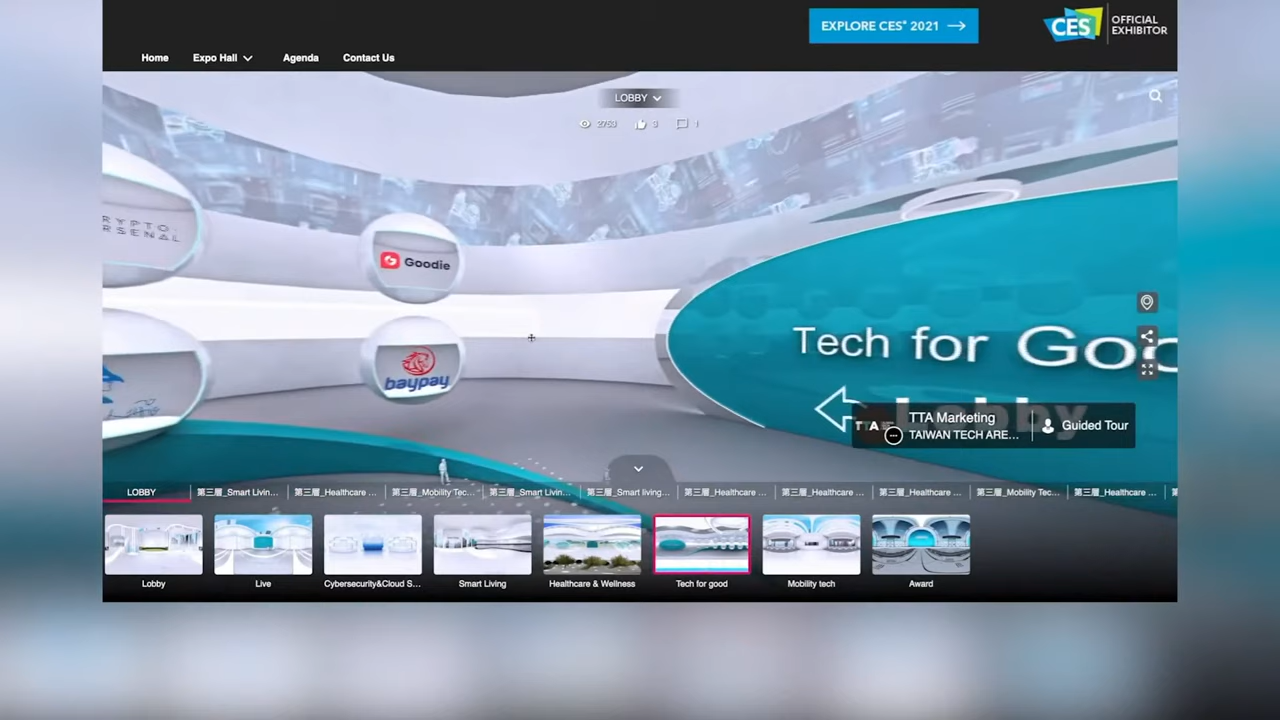 EXPLORE CES® 2021
CES®
OFFICIAL
EXHIBITOR
Home
Expo Hall
Agenda
Contact Us
LOBBY
2753
3
1
Goodie
baypay
Tech for Goo
Lobby
TTA
TTA Marketing
TAIWAN TECH ARE...
Guided Tour
LOBBY
第三層_Smart Livin...
第三層_Healthcare ...
第三層_Mobility Tec...
第三層_Smart Livin...
第三層_Smart living...
第三層_Healthcare ...
第三層_Healthcare ...
第三層_Healthcare ...
第三層_Mobility Tec...
第三層_Healthcare ...
Lobby
Live
Cybersecurity&Cloud S...
Smart Living
Healthcare & Wellness
Tech for good
Mobility tech
Award